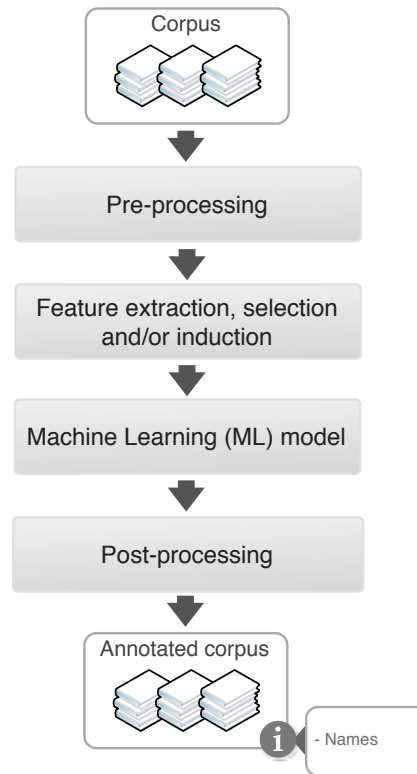 Corpus
Pre-processing
Feature extraction, selection
and/or induction
Machine Learning (ML) model
Post-processing
Annotated corpus
i
- Names